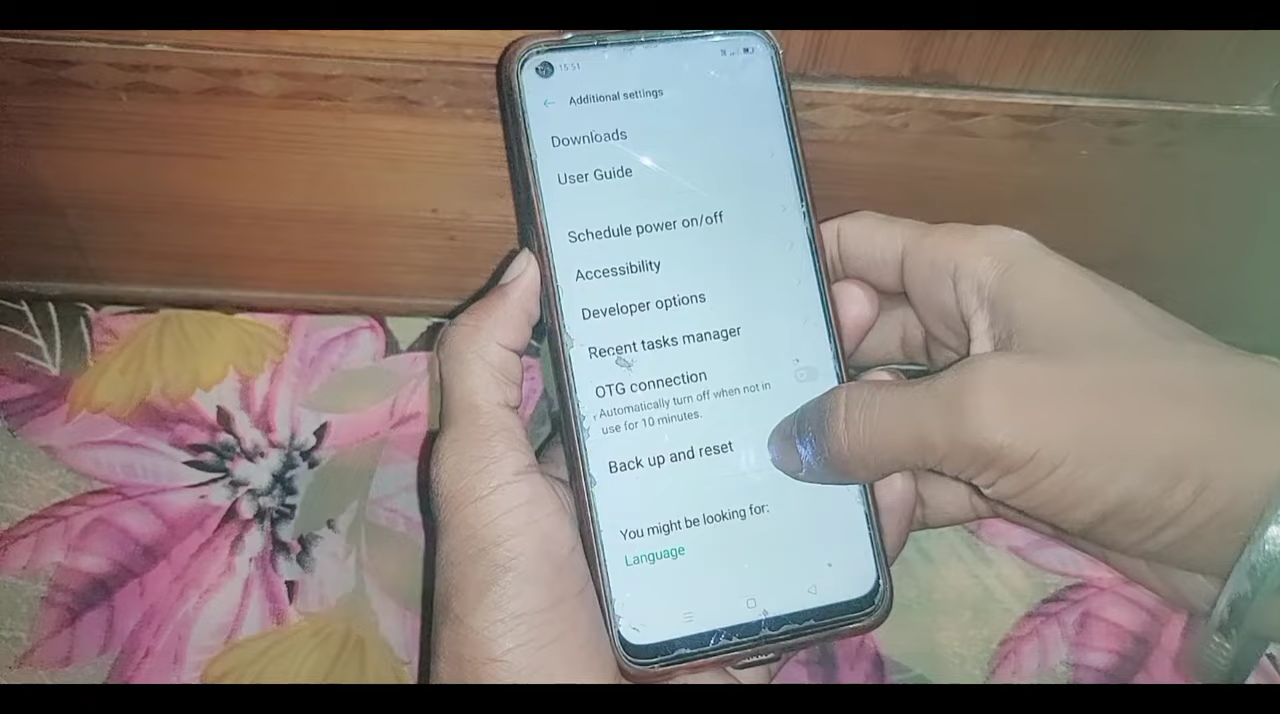 15:51
Additional settings
Downloads
User Guide
Schedule power on/off
Accessibility
Developer options
Recent tasks manager
OTG connection
Automatically turn off when not in
use for 10 minutes.
Back up and reset
You might be looking for:
Language